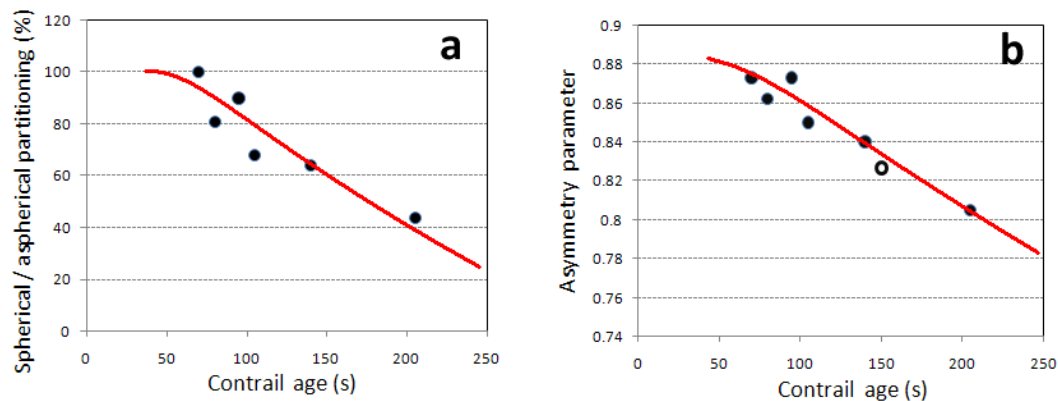 a
Spherical / aspherical partitioning (%)
120
100
80
60
40
20
0
0 50 100 150 200 250
Contrail age (s)
b
Asymmetry parameter
0.9
0.88
0.86
0.84
0.82
0.8
0.78
0.76
0.74
0 50 100 150 200 250
Contrail age (s)